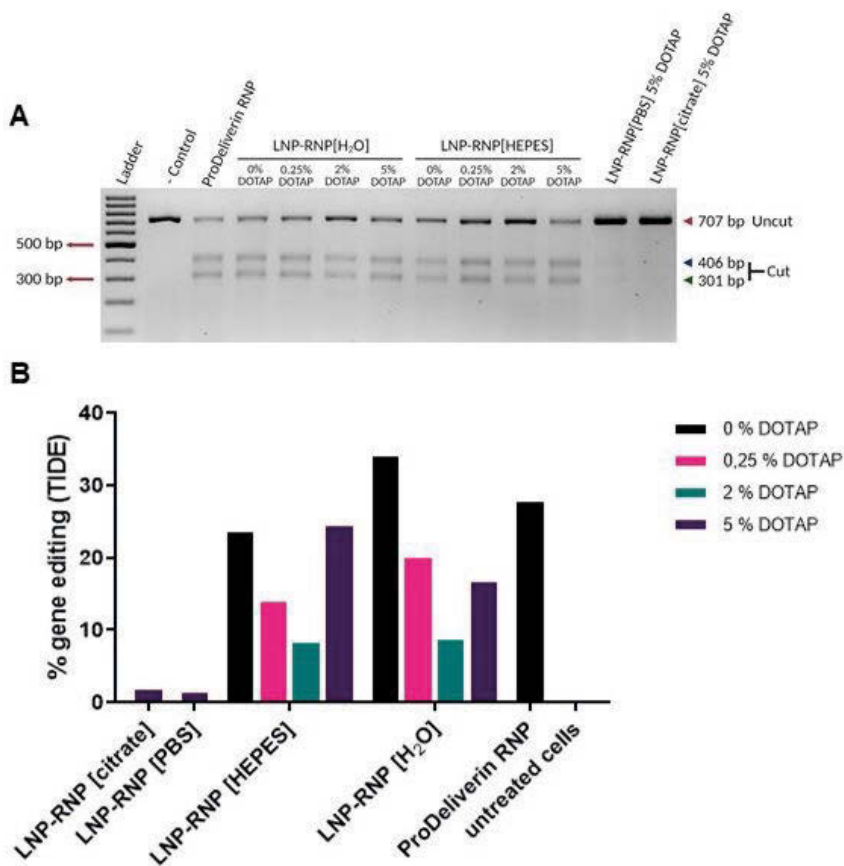 A
Ladder
- Control
ProDeliverin RNP
LNP-RNP[H₂O]
0% DOTAP
0.25% DOTAP
2% DOTAP
5% DOTAP
LNP-RNP[HEPES]
0% DOTAP
0.25% DOTAP
2% DOTAP
5% DOTAP
LNP-RNP[PBS] 5% DOTAP
LNP-RNP[citrate] 5% DOTAP
500 bp
300 bp
707 bp Uncut
406 bp
301 bp
Cut
B
% gene editing (TIDE)
40
30
20
10
0
0 % DOTAP
0,25 % DOTAP
2 % DOTAP
5 % DOTAP
LNP-RNP [citrate]
LNP-RNP [PBS]
LNP-RNP [HEPES]
LNP-RNP [H₂O]
ProDeliverin RNP
untreated cells